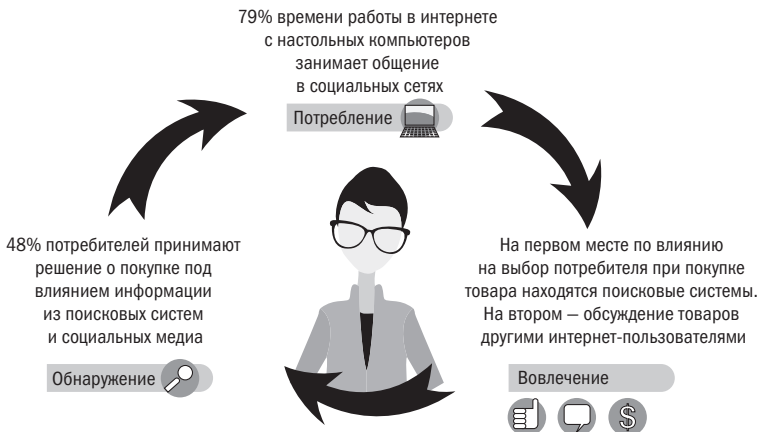 79% времени работы в интернете
с настольных компьютеров
занимает общение
в социальных сетях
Потребление
48% потребителей принимают
решение о покупке под
влиянием информации
из поисковых систем
и социальных медиа
Обнаружение
На первом месте по влиянию
на выбор потребителя при покупке
товара находятся поисковые системы.
На втором — обсуждение товаров
другими интернет-пользователями
Вовлечение
$